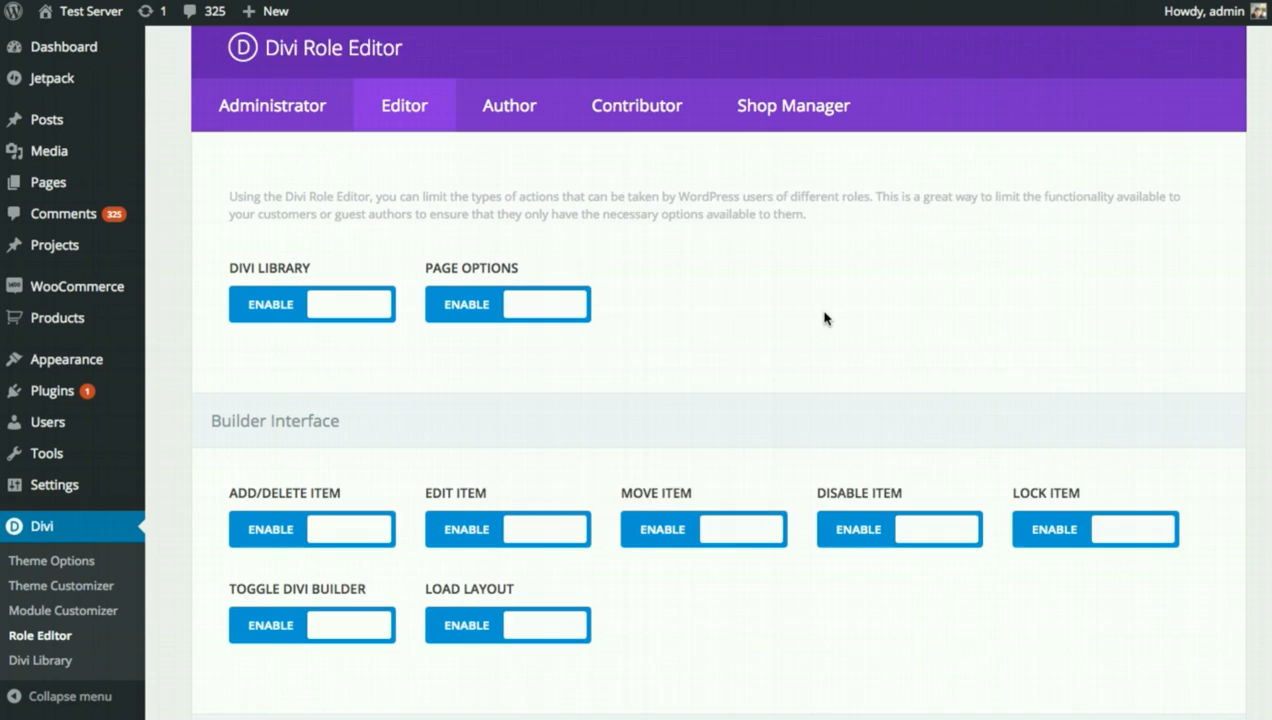 Test Server 1 325 New Howdy, admin
Dashboard
Jetpack
Posts
Media
Pages
Comments 325
Projects
WooCommerce
Products
Appearance
Plugins 1
Users
Tools
Settings
Divi
Theme Options
Theme Customizer
Module Customizer
Role Editor
Divi Library
Collapse menu
D Divi Role Editor
Administrator Editor Author Contributor Shop Manager
Using the Divi Role Editor, you can limit the types of actions that can be taken by WordPress users of different roles. This is a great way to limit the functionality available to
your customers or guest authors to ensure that they only have the necessary options available to them.
DIVI LIBRARY PAGE OPTIONS
ENABLE ENABLE
Builder Interface
ADD/DELETE ITEM EDIT ITEM MOVE ITEM DISABLE ITEM LOCK ITEM
ENABLE ENABLE ENABLE ENABLE ENABLE
TOGGLE DIVI BUILDER LOAD LAYOUT
ENABLE ENABLE